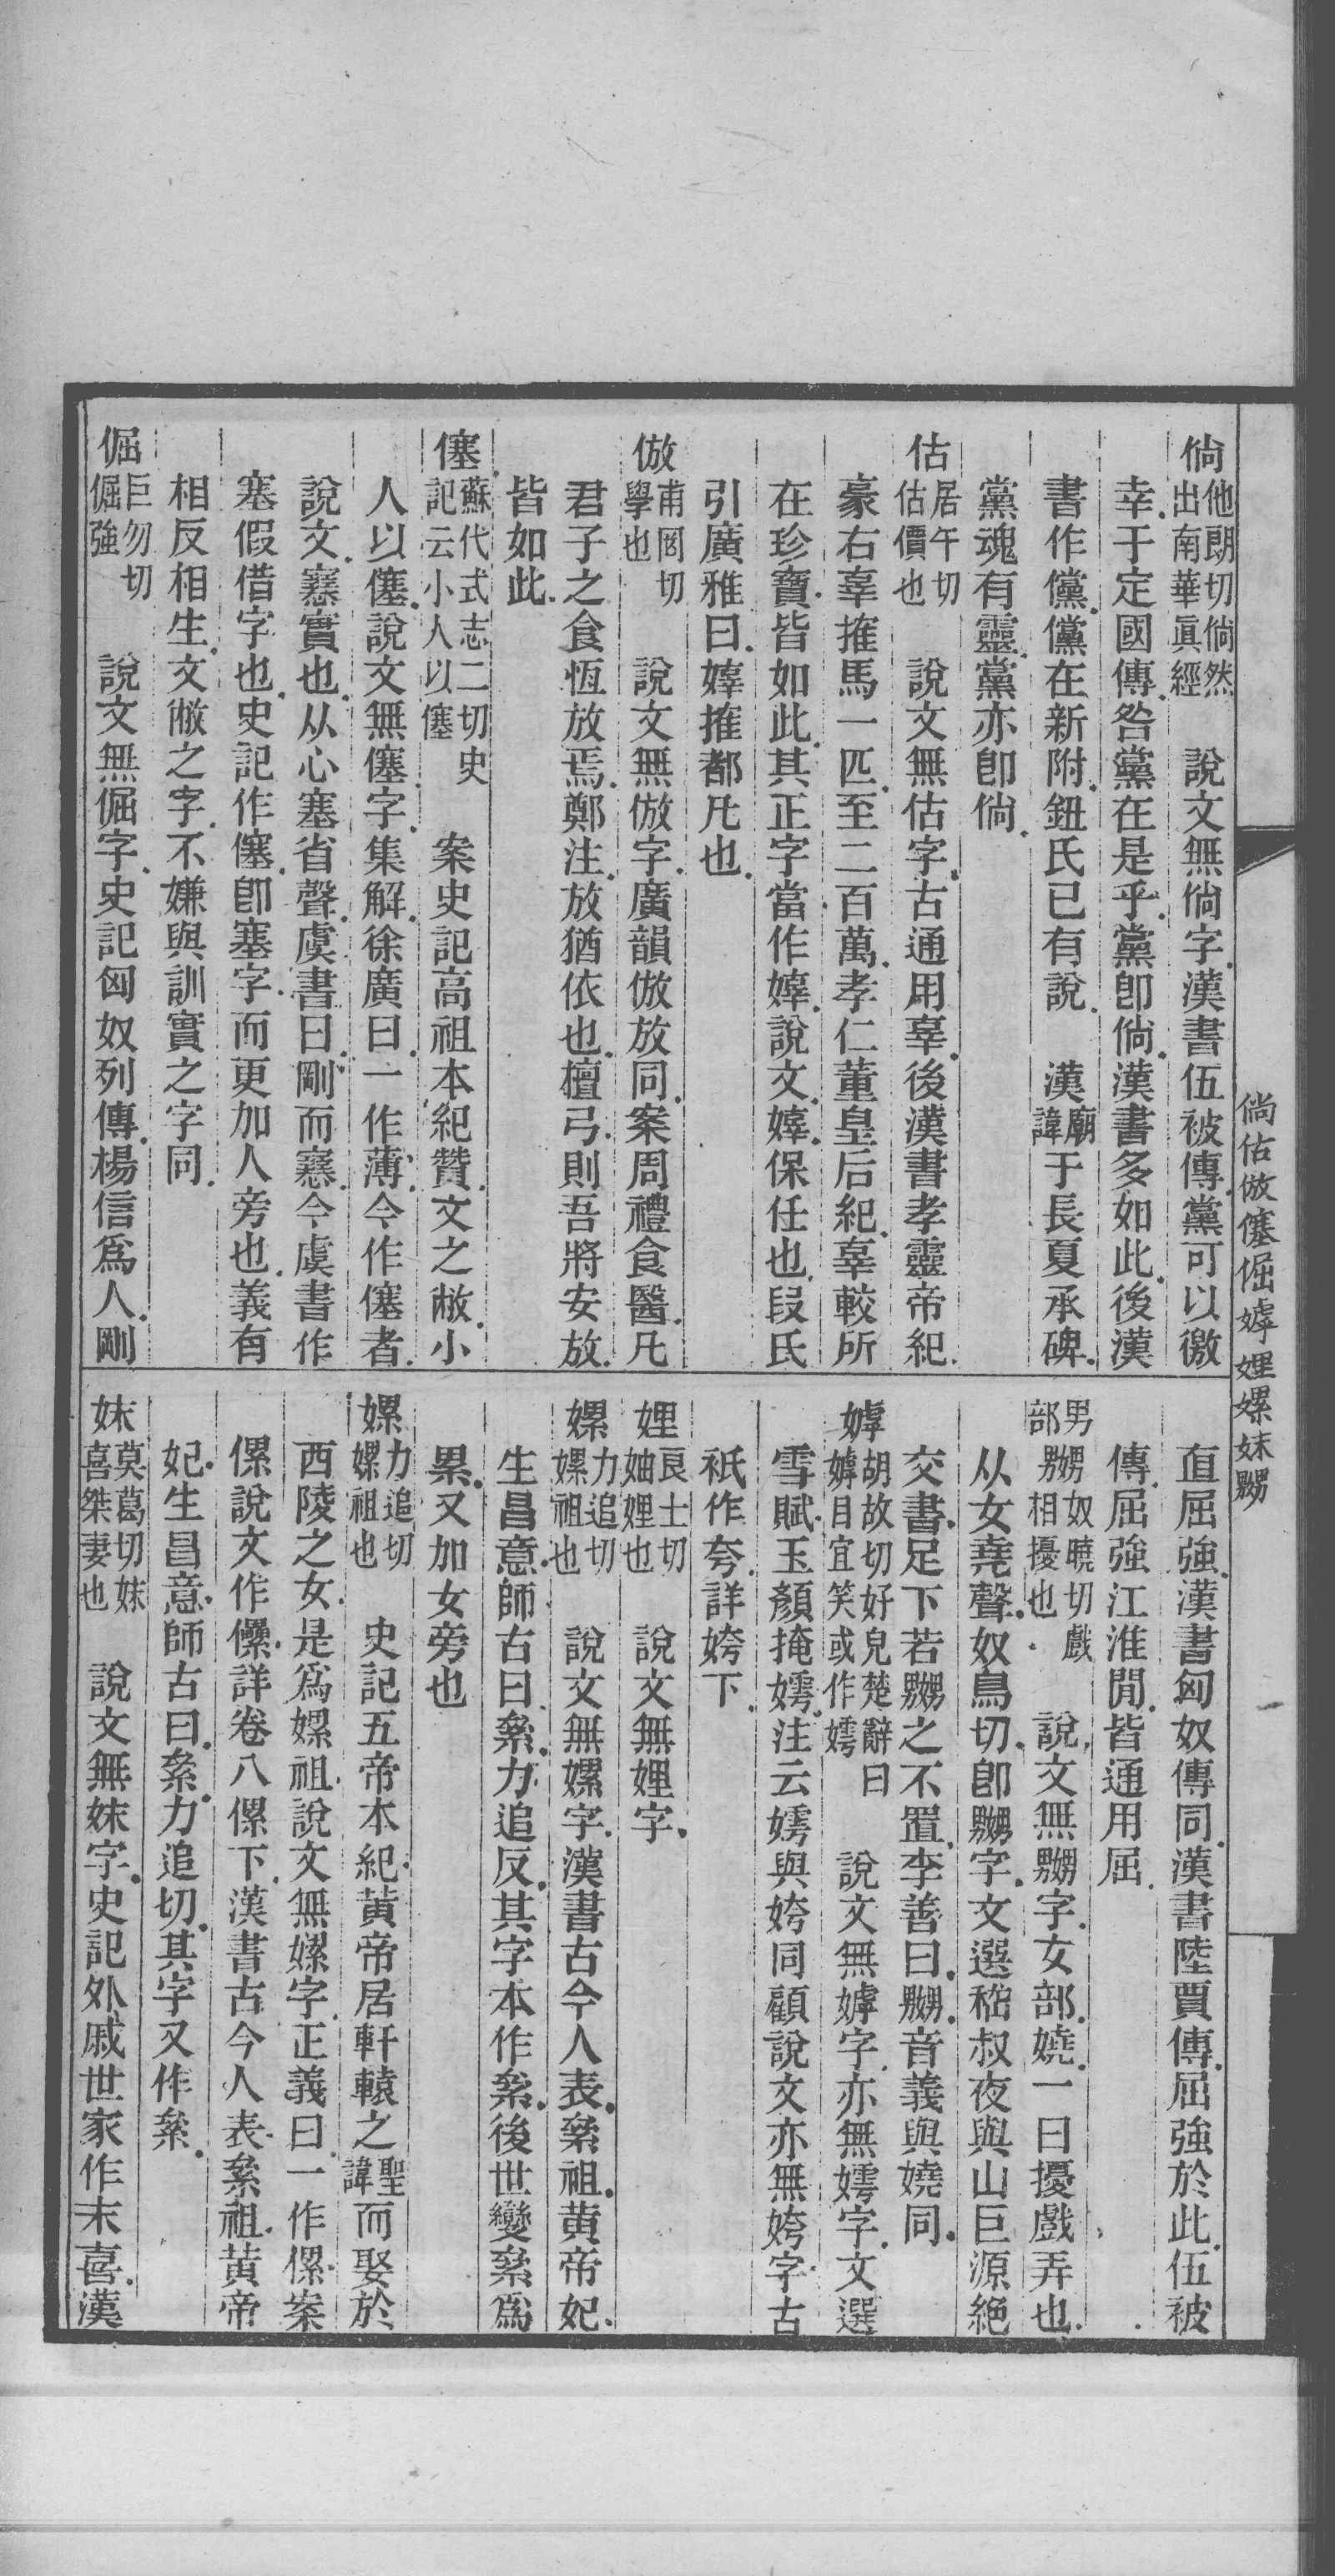 倘他朗切倘然出南華眞經　說文無倘字漢書伍被傳黨可以徼
幸于定國傳咎黨在是乎黨卽倘漢書多如此後漢
書作儻儻在新附鈕氏已有說　漢廟諱于長夏承碑
黨魂有靈黨亦卽倘
估居午切估價也　說文無估字古通用辜後漢書孝靈帝紀
豪右辜搉馬一匹至二百萬孝仁董皇后紀辜較所
在珍寶皆如此其正字當作嫴說文嫴保任也段氏
引廣雅曰嫴搉都凡也
倣甫罔切學也　說文無倣字廣韻倣放同案周禮食醫凡
君子之食恆放焉鄭注放猶依也檀弓則吾將安放
皆如此
僿蘇代式志二切史記云小人以僿　案史記高祖本紀贊文之敝小
人以僿說文無僿字集解徐廣曰一作薄今作僿者
說文㥶實也从心塞省聲虞書曰剛而㥶今虞書作
塞假借字也史記作僿卽塞字而更加人旁也義有
相反相生文敝之字不嫌與訓實之字同
倔巨勿切倔強　說文無倔字史記匈奴列傳楊信爲人剛
直屈強漢書匈奴傳同漢書陸賈傳屈強於此伍被
傳屈強江淮閒皆通用屈
男部嬲奴曉切戲相擾也　說文無嬲字女部嬈一曰擾戲弄也
从女堯聲奴鳥切卽嬲字文選嵇叔夜與山巨源絕
交書足下若嬲之不置李善曰嬲音義與嬈同
嫭胡故切好皃楚辭曰嫭目宜笑或作嫮　說文無嫭字亦無嫮字文選
雪賦玉顏掩嫮注云嫮與姱同顧說文亦無姱字古
祇作夸詳姱下
娌良士切妯娌也　說文無娌字
嫘力追切嫘祖也　說文無嫘字漢書古今人表絫祖黄帝妃
生昌意師古曰絫力追反其字本作絫後世變絫爲
累又加女旁也
嫘力追切嫘祖也　史記五帝本紀黄帝居軒轅之聖諱而娶於
西陵之女是爲嫘祖說文無嫘字正義曰一作傫案
傫說文作儽詳卷八傫下漢書古今人表絫祖黄帝
妃生昌意師古曰絫力追切其字又作絫
妺莫葛切妺喜桀妻也　說文無妺字史記外戚世家作末喜漢
倘估倣僿倔嫭娌嫘妺嬲